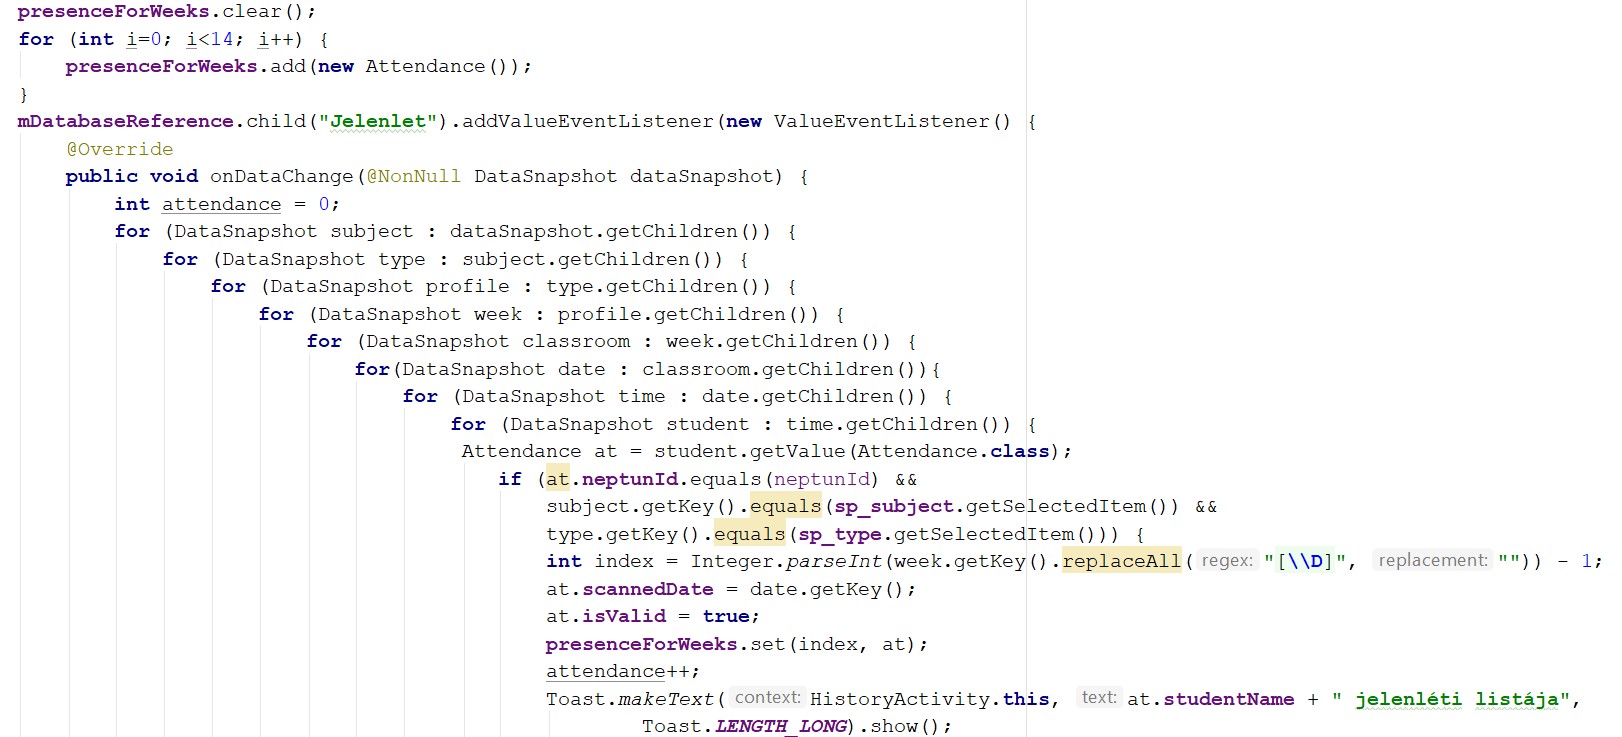 presenceForWeeks.clear();
for (int i=0; i<14; i++) {
    presenceForWeeks.add(new Attendance());
}
mDatabaseReference.child("Jelenlet").addValueEventListener(new ValueEventListener() {
    @Override
    public void onDataChange(@NonNull DataSnapshot dataSnapshot) {
        int attendance = 0;
        for (DataSnapshot subject : dataSnapshot.getChildren()) {
            for (DataSnapshot type : subject.getChildren()) {
                for (DataSnapshot profile : type.getChildren()) {
                    for (DataSnapshot week : profile.getChildren()) {
                        for (DataSnapshot classroom : week.getChildren()) {
                            for(DataSnapshot date : classroom.getChildren()){
                                for (DataSnapshot time : date.getChildren()) {
                                    for (DataSnapshot student : time.getChildren()) {
                                     Attendance at = student.getValue(Attendance.class);
                                        if (at.neptunId.equals(neptunId) &&
                                            subject.getKey().equals(sp_subject.getSelectedItem()) &&
                                            type.getKey().equals(sp_type.getSelectedItem())) {
                                            int index = Integer.parseInt(week.getKey().replaceAll( regex: "[\\D]", replacement: "")) - 1;
                                            at.scannedDate = date.getKey();
                                            at.isValid = true;
                                            presenceForWeeks.set(index, at);
                                            attendance++;
                                            Toast.makeText( context: HistoryActivity.this, text: at.studentName + " jelenléti listája",
                                                    Toast.LENGTH_LONG).show();